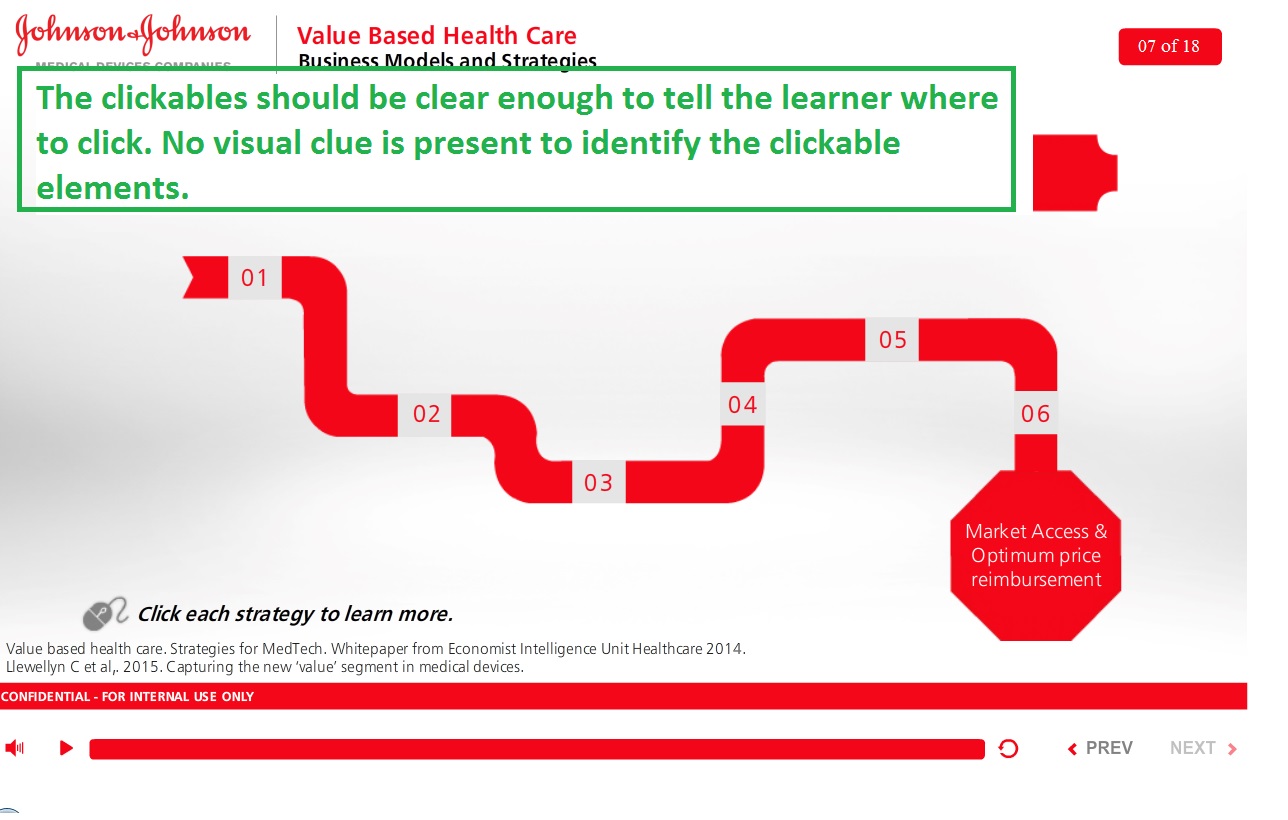 Johnson & Johnson
MEDICAL DEVICES COMPANIES
Value Based Health Care
Business Models and Strategies
07 of 18
The clickables should be clear enough to tell the learner where
to click. No visual clue is present to identify the clickable
elements.
01
02
03
04
05
06
Market Access &
Optimum price
reimbursement
Click each strategy to learn more.
Value based health care. Strategies for MedTech. Whitepaper from Economist Intelligence Unit Healthcare 2014.
Llewellyn C et al,. 2015. Capturing the new ‘value’ segment in medical devices.
CONFIDENTIAL - FOR INTERNAL USE ONLY
PREV
NEXT